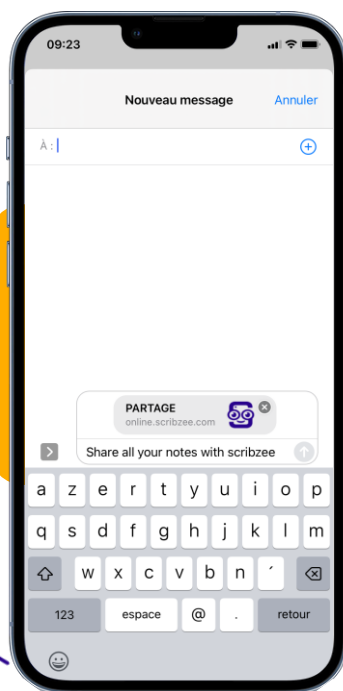 09:23
Nouveau message
Annuler
À :
PARTAGE
online.scribzee.com
Share all your notes with scribzee
a z e r t y u i o p
q s d f g h j k l m
w x c v b n ´
123 espace @ . retour